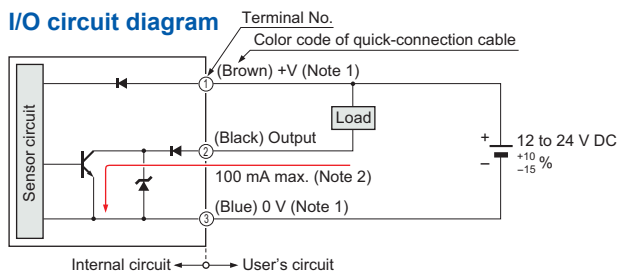 I/O circuit diagram
Terminal No.
Color code of quick-connection cable
(Brown) +V (Note 1)
1
Load
(Black) Output
2
+
12 to 24 V DC
+10
−15 %
−
100 mA max. (Note 2)
(Blue) 0 V (Note 1)
3
Sensor circuit
Internal circuit
User's circuit